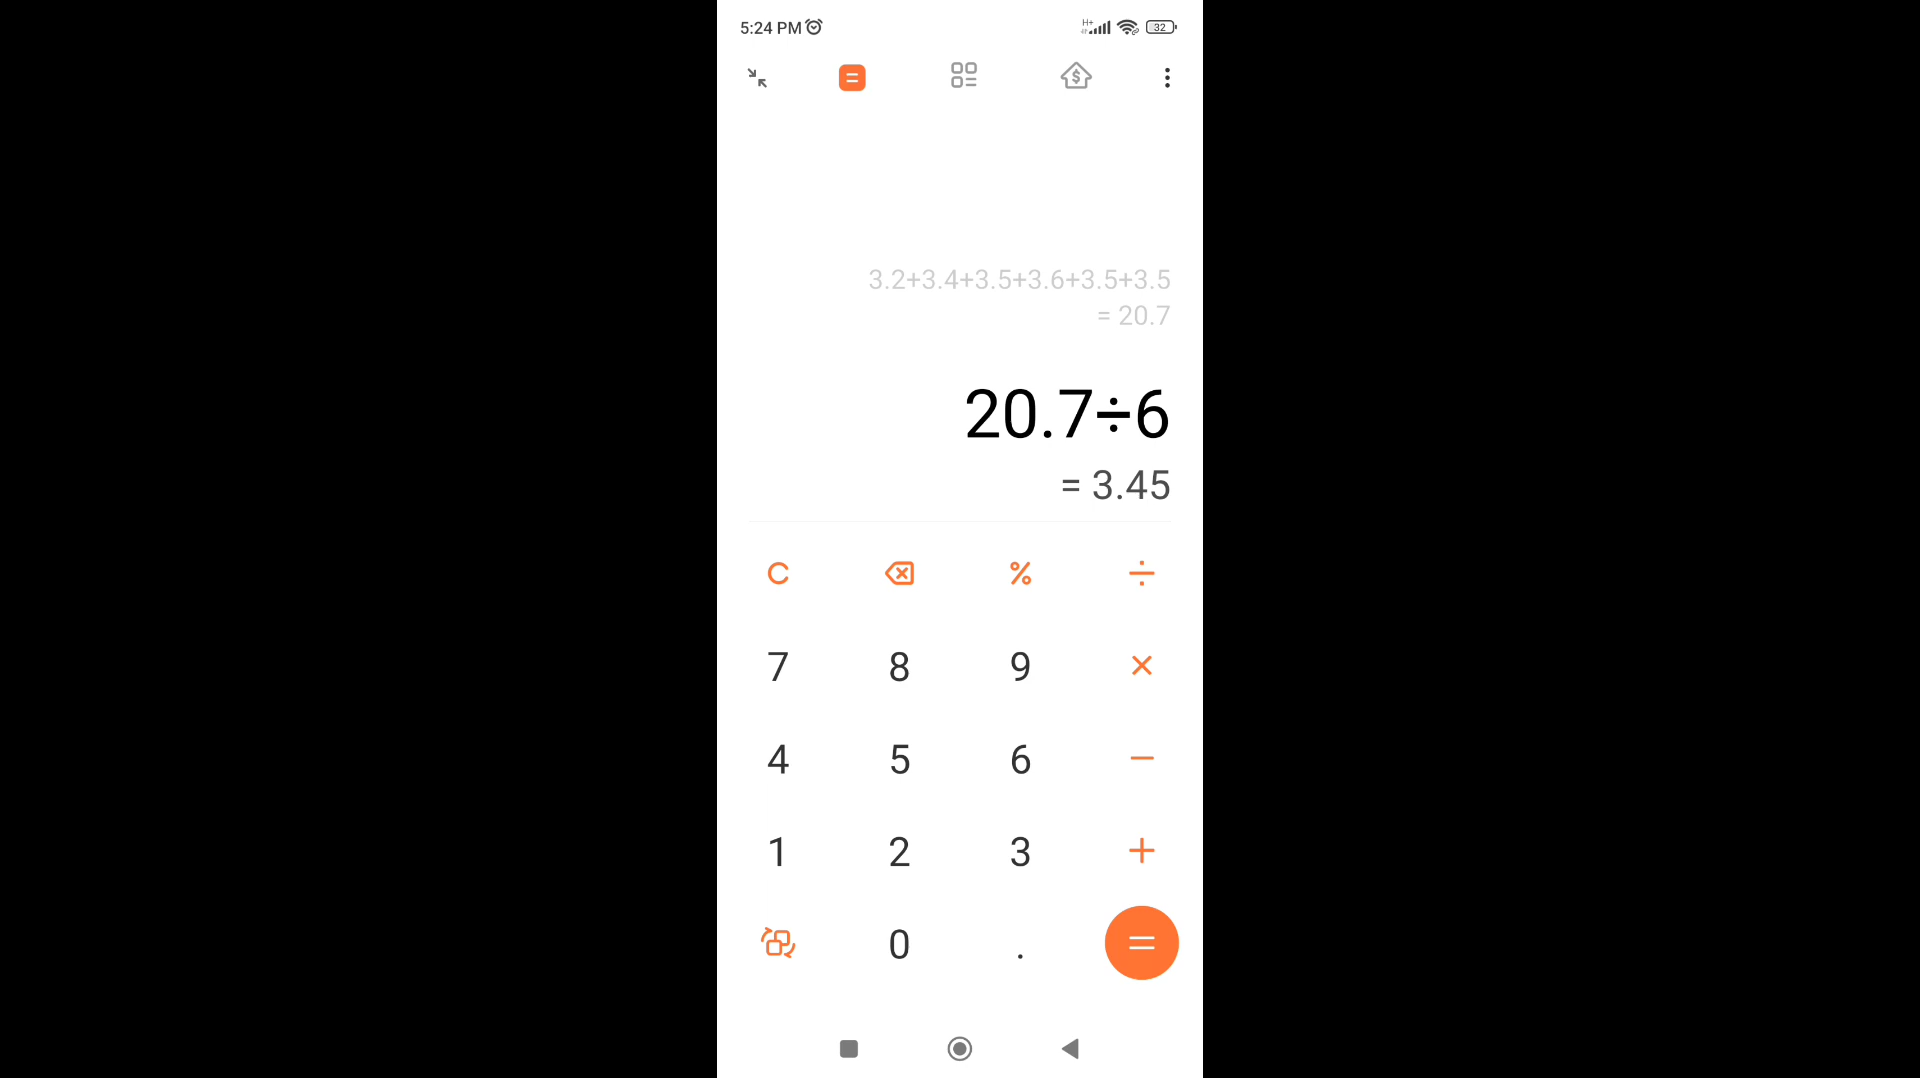 5:24 PM
H+
32
3.2+3.4+3.5+3.6+3.5+3.5
= 20.7
20.7÷6
= 3.45
C % ÷
7 8 9 ×
4 5 6 −
1 2 3 +
0 . =